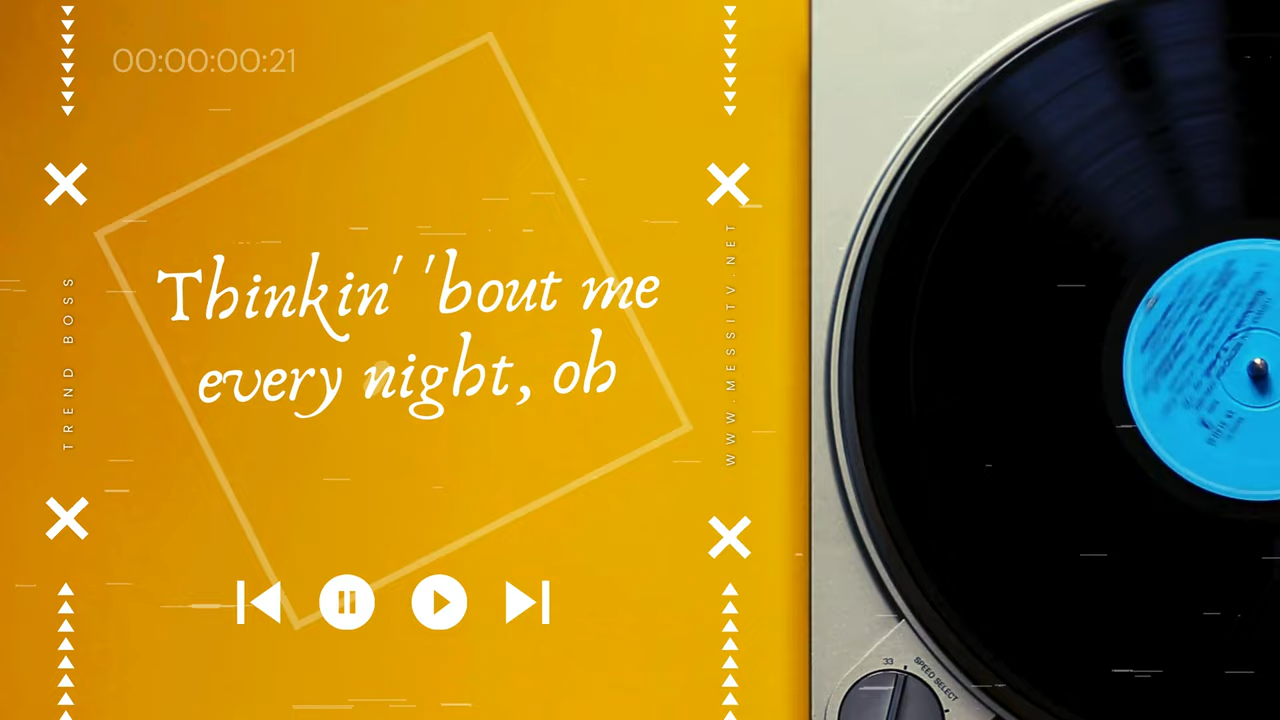 00:00:00:21
Thinkin' 'bout me
every night, oh
TREND BOSS
WWW.MESSITV.NET
33
SPEED SELECT